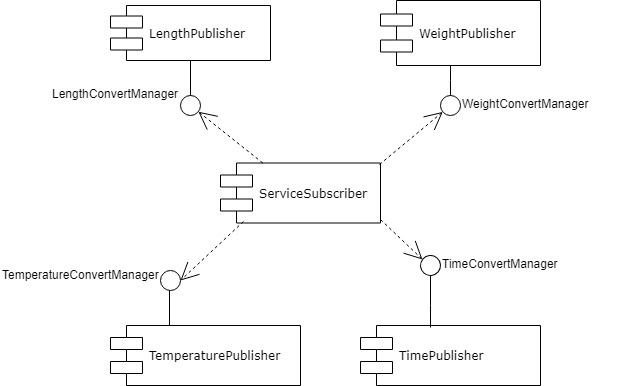 LengthPublisher
WeightPublisher
LengthConvertManager
WeightConvertManager
ServiceSubscriber
TemperatureConvertManager
TimeConvertManager
TemperaturePublisher
TimePublisher